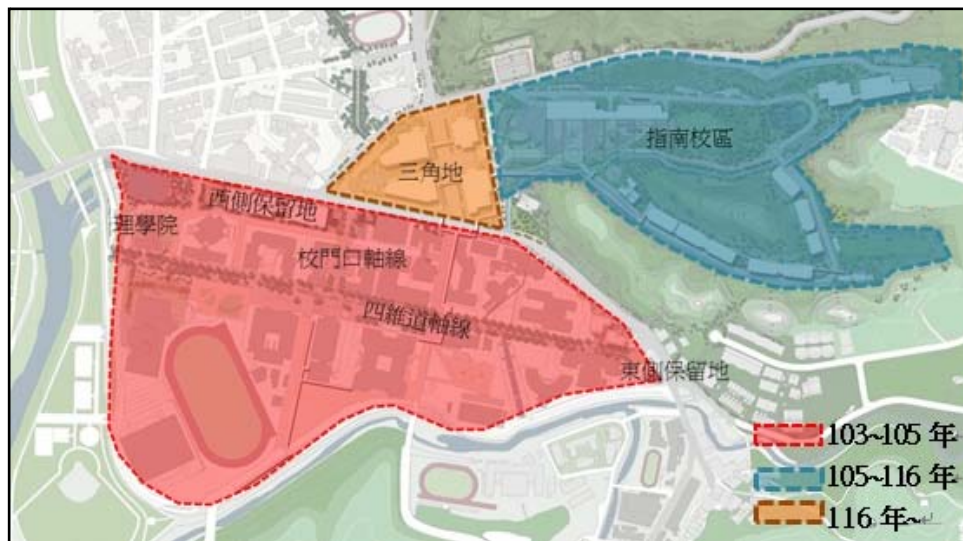 指南校區
三角地
西側保留地
理學院
校門口軸線
四維道軸線
東側保留地
103~105 年
105~116 年
116 年~